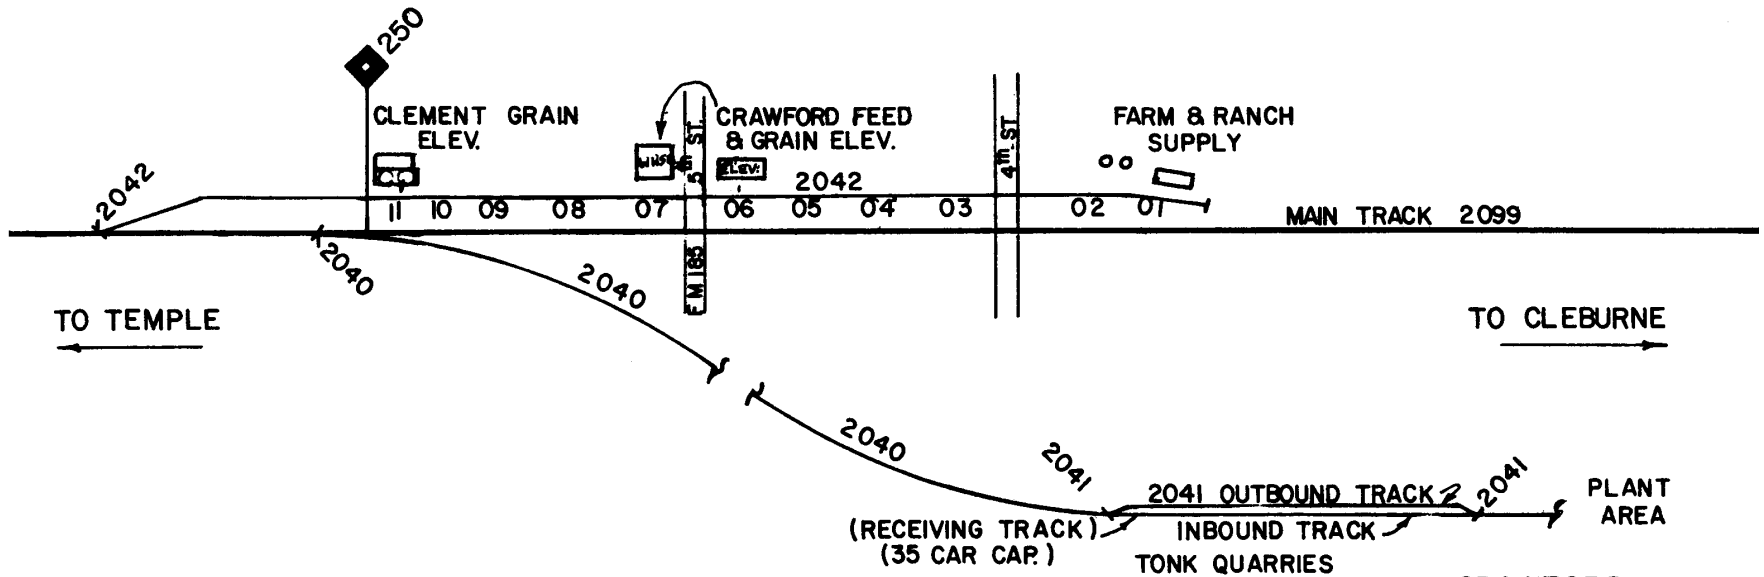 250
CLEMENT GRAIN
ELEV.
CRAWFORD FEED
& GRAIN ELEV.
FARM & RANCH
SUPPLY
WHSE
ELEV.
5th ST.
4th ST
2042
2042
11 10 09 08 07 06 05 04 03 02 01
MAIN TRACK 2099
2040
2040
FM 185
TO TEMPLE
TO CLEBURNE
2040
2041
2041 OUTBOUND TRACK
2041
PLANT
AREA
(RECEIVING TRACK)
(35 CAR CAP.)
INBOUND TRACK
TONK QUARRIES